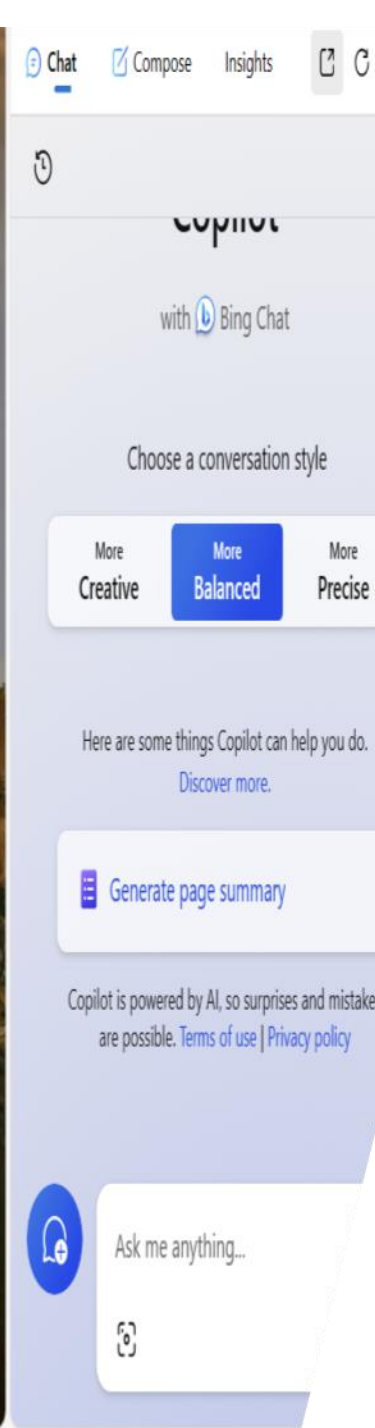 Chat Compose Insights
Copilot
with Bing Chat
Choose a conversation style
More Creative
More Balanced
More Precise
Here are some things Copilot can help you do.
Discover more.
Generate page summary
Copilot is powered by AI, so surprises and mistake
are possible. Terms of use | Privacy policy
Ask me anything...